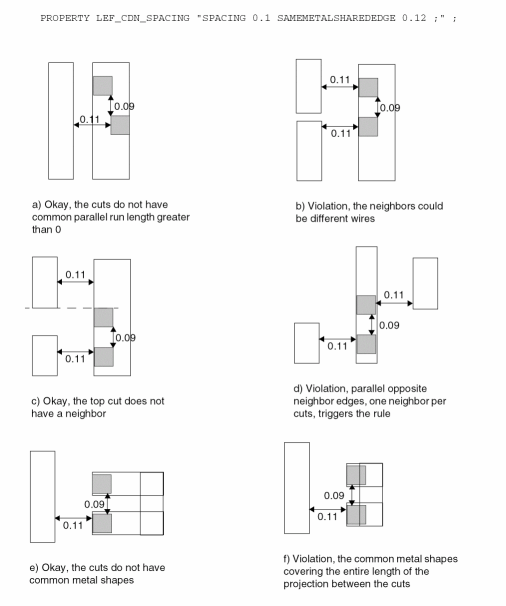 PROPERTY LEF_CDN_SPACING "SPACING 0.1 SAMEMETALSHAREDEDGE 0.12 ;" ;
0.11
0.09
0.11
0.09
0.11
a) Okay, the cuts do not have
common parallel run length greater
than 0
b) Violation, the neighbors could
be different wires
0.11
0.09
0.11
0.11
0.09
0.11
c) Okay, the top cut does not
have a neighbor
d) Violation, parallel opposite
neighbor edges, one neighbor per
cuts, triggers the rule
0.09
0.11
0.09
0.11
e) Okay, the cuts do not have
common metal shapes
f) Violation, the common metal shapes
covering the entire length of the
projection between the cuts